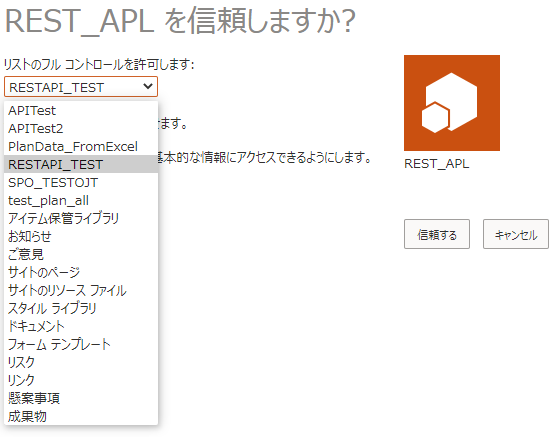 REST_APL を信頼しますか?
リストのフル コントロールを許可します:
RESTAPI_TEST
APITest
APITest2
せます。
PlanData_FromExcel
RESTAPI_TEST
基本的な情報にアクセスできるようにします。
REST_APL
SPO_TESTOJT
test_plan_all
アイテム保管ライブラリ
お知らせ
信頼する
キャンセル
ご意見
サイトのページ
サイトのリソース ファイル
スタイル ライブラリ
ドキュメント
フォーム テンプレート
リスク
リンク
懸案事項
成果物